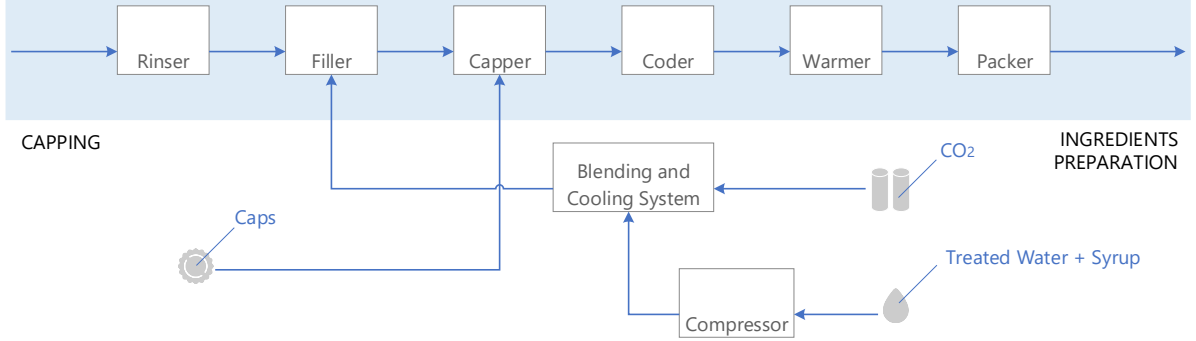 Rinser
Filler
Capper
Coder
Warmer
Packer
CAPPING
INGREDIENTS
PREPARATION
Blending and
Cooling System
CO2
Caps
Treated Water + Syrup
Compressor